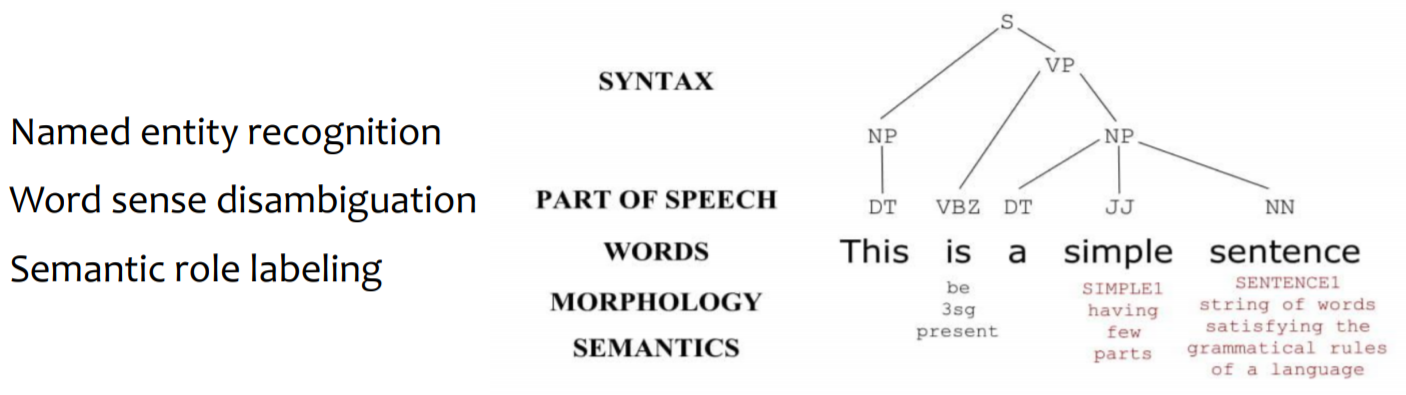 Named entity recognition
Word sense disambiguation
Semantic role labeling
S
SYNTAX
VP
NP
NP
PART OF SPEECH
DT VBZ DT JJ NN
WORDS
This is a simple sentence
MORPHOLOGY
be
3sg
present
SEMANTICS
SIMPLE1
having
few
parts
SENTENCE1
string of words
satisfying the
grammatical rules
of a language